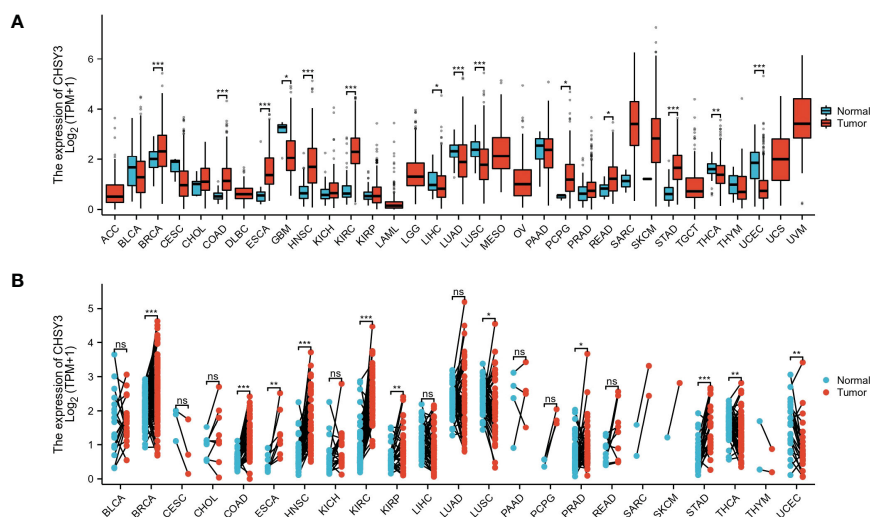 A
The expression of CHSY3
Log2 (TPM+1)
6
4
2
0
*** *** *** * *** *** * *** *** * * *** ** ***
Normal
Tumor
ACC BLCA BRCA CESC CHOL COAD DLBC ESCA GBM HNSC KICH KIRC KIRP LAML LGG LIHC LUAD LUSC MESO OV PAAD PCPG PRAD READ SARC SKCM STAD TGCT THCA THYM UCEC UCS UVM
B
The expression of CHSY3
Log2 (TPM+1)
5
4
3
2
1
0
ns *** ns ns *** ** *** ns *** ** ns ns * ns ns * ns *** ** **
Normal
Tumor
BLCA BRCA CESC CHOL COAD ESCA HNSC KICH KIRC KIRP LIHC LUAD LUSC PAAD PCPG PRAD READ SARC SKCM STAD THCA THYM UCEC